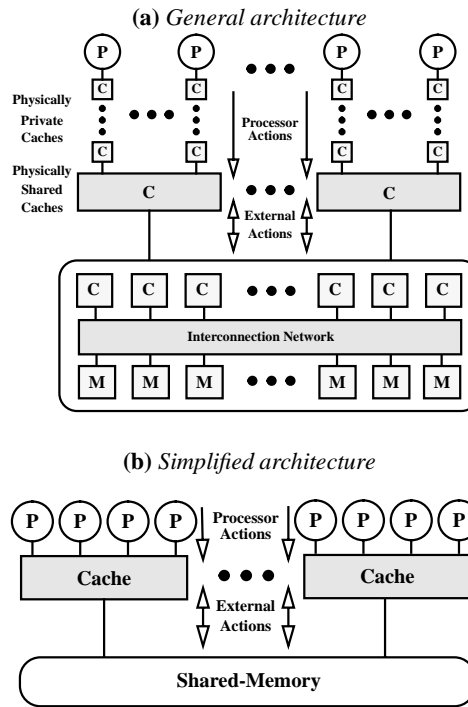 (a) General architecture
P P P P
C C C C
Physically
Private
Caches
Processor
Actions
C C C C
Physically
Shared
Caches
C C
External
Actions
C C C C C C
Interconnection Network
M M M M M M
(b) Simplified architecture
P P P P P P P P
Processor
Actions
Cache Cache
External
Actions
Shared-Memory